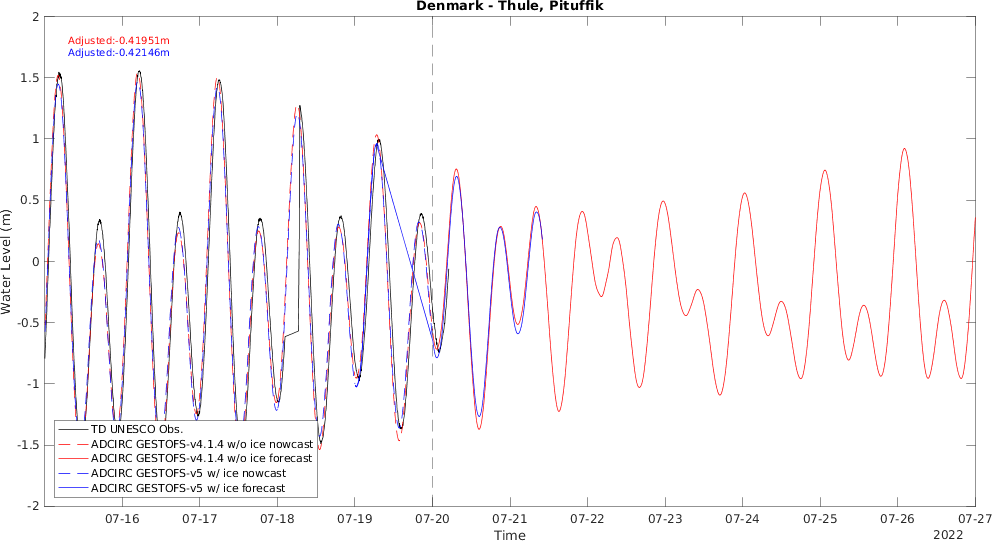 Denmark - Thule, Pituffik
Adjusted:-0.41951m
Adjusted:-0.42146m
2
1.5
1
0.5
0
-0.5
-1
-1.5
-2
Water Level (m)
TD UNESCO Obs.
ADCIRC GESTOFS-v4.1.4 w/o ice nowcast
ADCIRC GESTOFS-v4.1.4 w/o ice forecast
ADCIRC GESTOFS-v5 w/ ice nowcast
ADCIRC GESTOFS-v5 w/ ice forecast
07-16 07-17 07-18 07-19 07-20 07-21 07-22 07-23 07-24 07-25 07-26 07-27
Time
2022